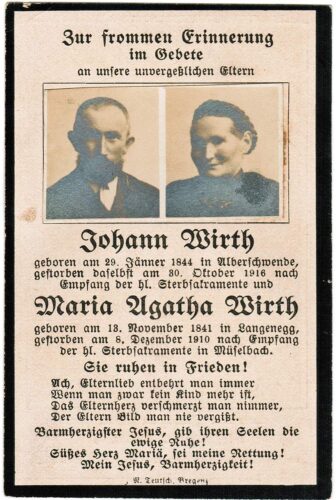 Zur frommen Erinnerung
im Gebete
an unsere unvergeßlichen Eltern
Johann Wirth
geboren am 29. Jänner 1844 in Alberschwende,
gestorben daselbst am 30. Oktober 1916 nach
Empfang der hl. Sterbsakramente und
Maria Agatha Wirth
geboren am 13. November 1841 in Langenegg,
gestorben am 8. Dezember 1910 nach Empfang
der hl. Sterbsakramente in Müselbach.
Sie ruhen in Frieden!
Ach, Elternlieb entbehrt man immer
Wenn man zwar kein Kind mehr ist,
Das Elternherz verschmerzt man nimmer,
Der Eltern Bild man nie vergißt.
Barmherzigster Jesus, gib ihren Seelen die
ewige Ruhe!
Süßes Herz Mariä, sei meine Rettung!
Mein Jesus, Barmherzigkeit!
N. Teutsch, Bregenz